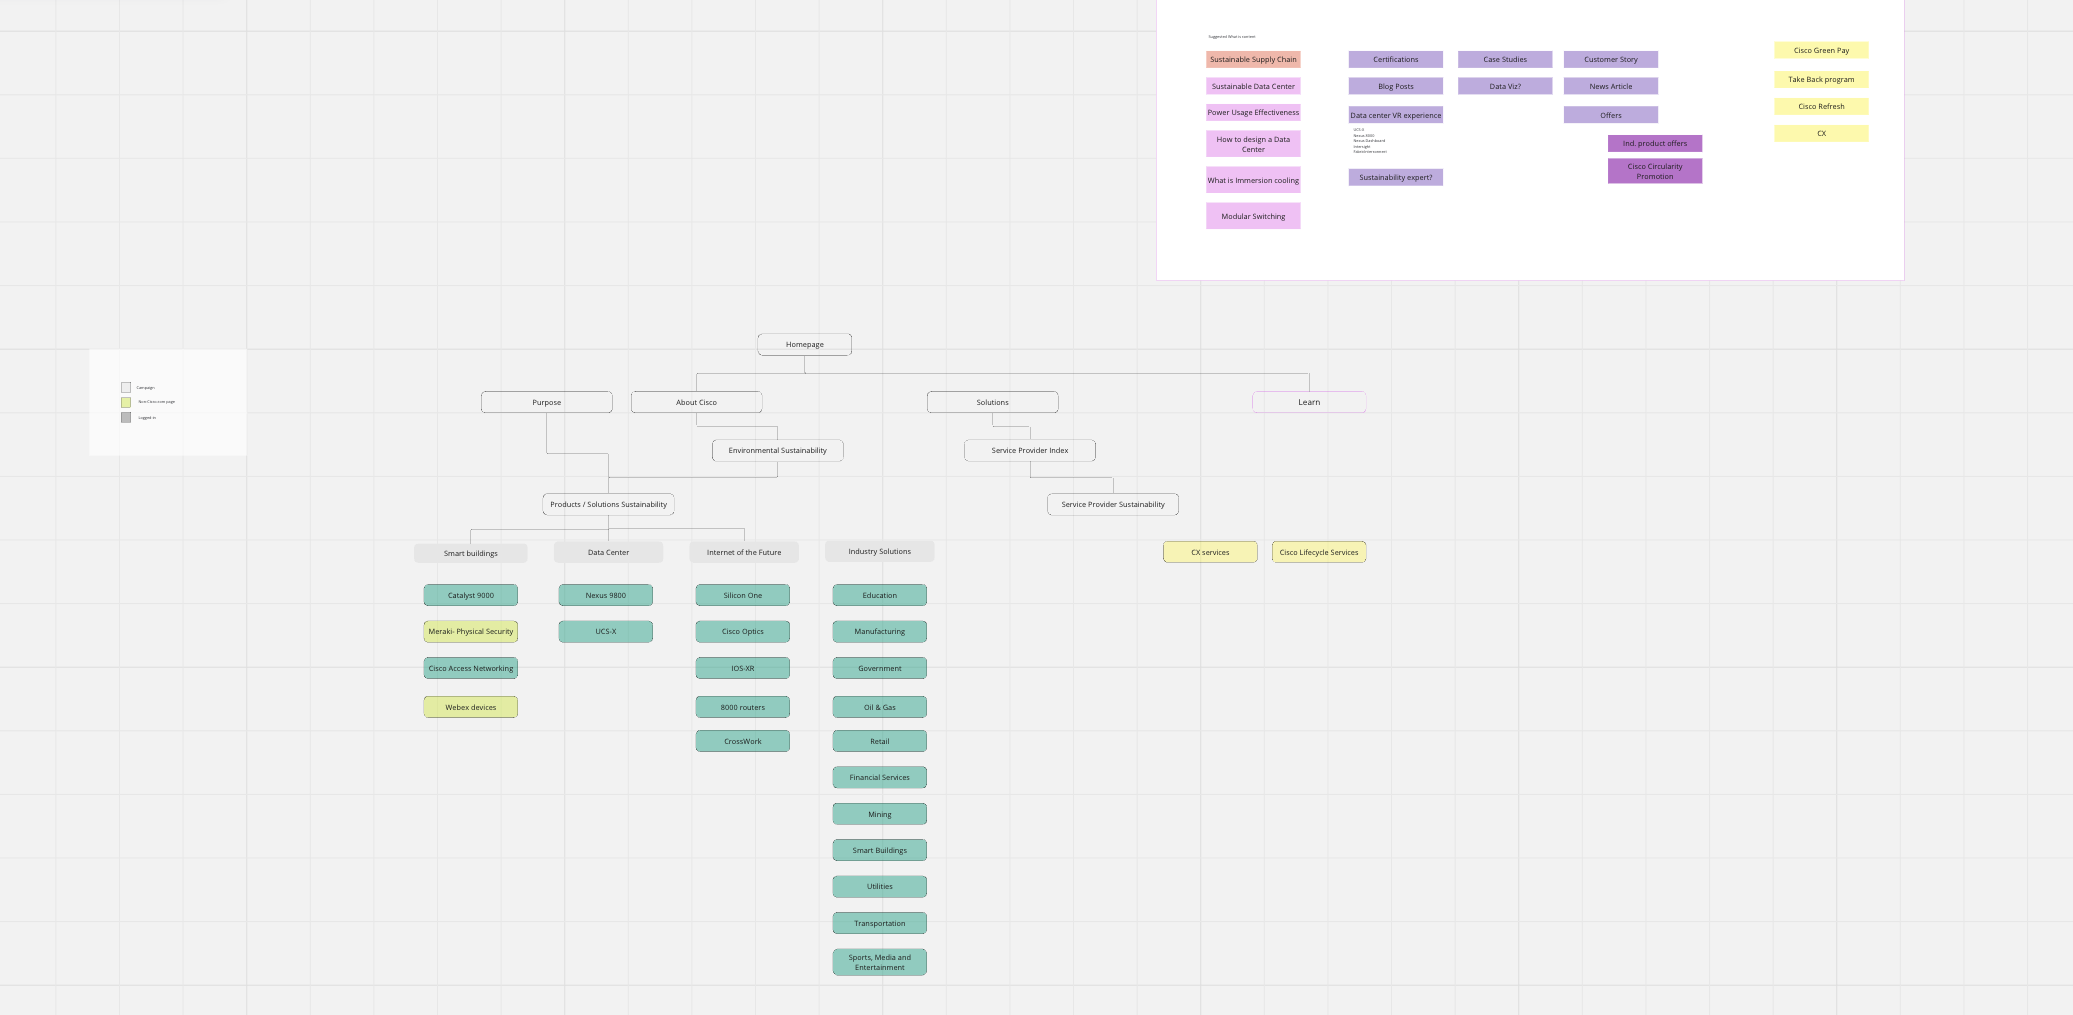 Suggested What is content
Sustainable Supply Chain
Sustainable Data Center
Power Usage Effectiveness
How to design a Data
Center
What is Immersion cooling
Modular Switching
Certifications
Blog Posts
Data center VR experience
UCS-X
Nexus 9000
Nexus Dashboard
Intersight
Sustainability expert?
Case Studies
Data Viz?
Customer Story
News Article
Offers
Ind. product offers
Cisco Circularity
Promotion
Cisco Green Pay
Take Back program
Cisco Refresh
CX
Campaign
Non-Cisco.com page
Logged in
Homepage
Purpose
About Cisco
Solutions
Learn
Environmental Sustainability
Service Provider Index
Products / Solutions Sustainability
Service Provider Sustainability
Smart buildings
Data Center
Internet of the Future
Industry Solutions
CX services
Cisco Lifecycle Services
Catalyst 9000
Meraki- Physical Security
Cisco Access Networking
Webex devices
Nexus 9800
UCS-X
Silicon One
Cisco Optics
IOS-XR
8000 routers
CrossWork
Education
Manufacturing
Government
Oil & Gas
Retail
Financial Services
Mining
Smart Buildings
Utilities
Transportation
Sports, Media and
Entertainment